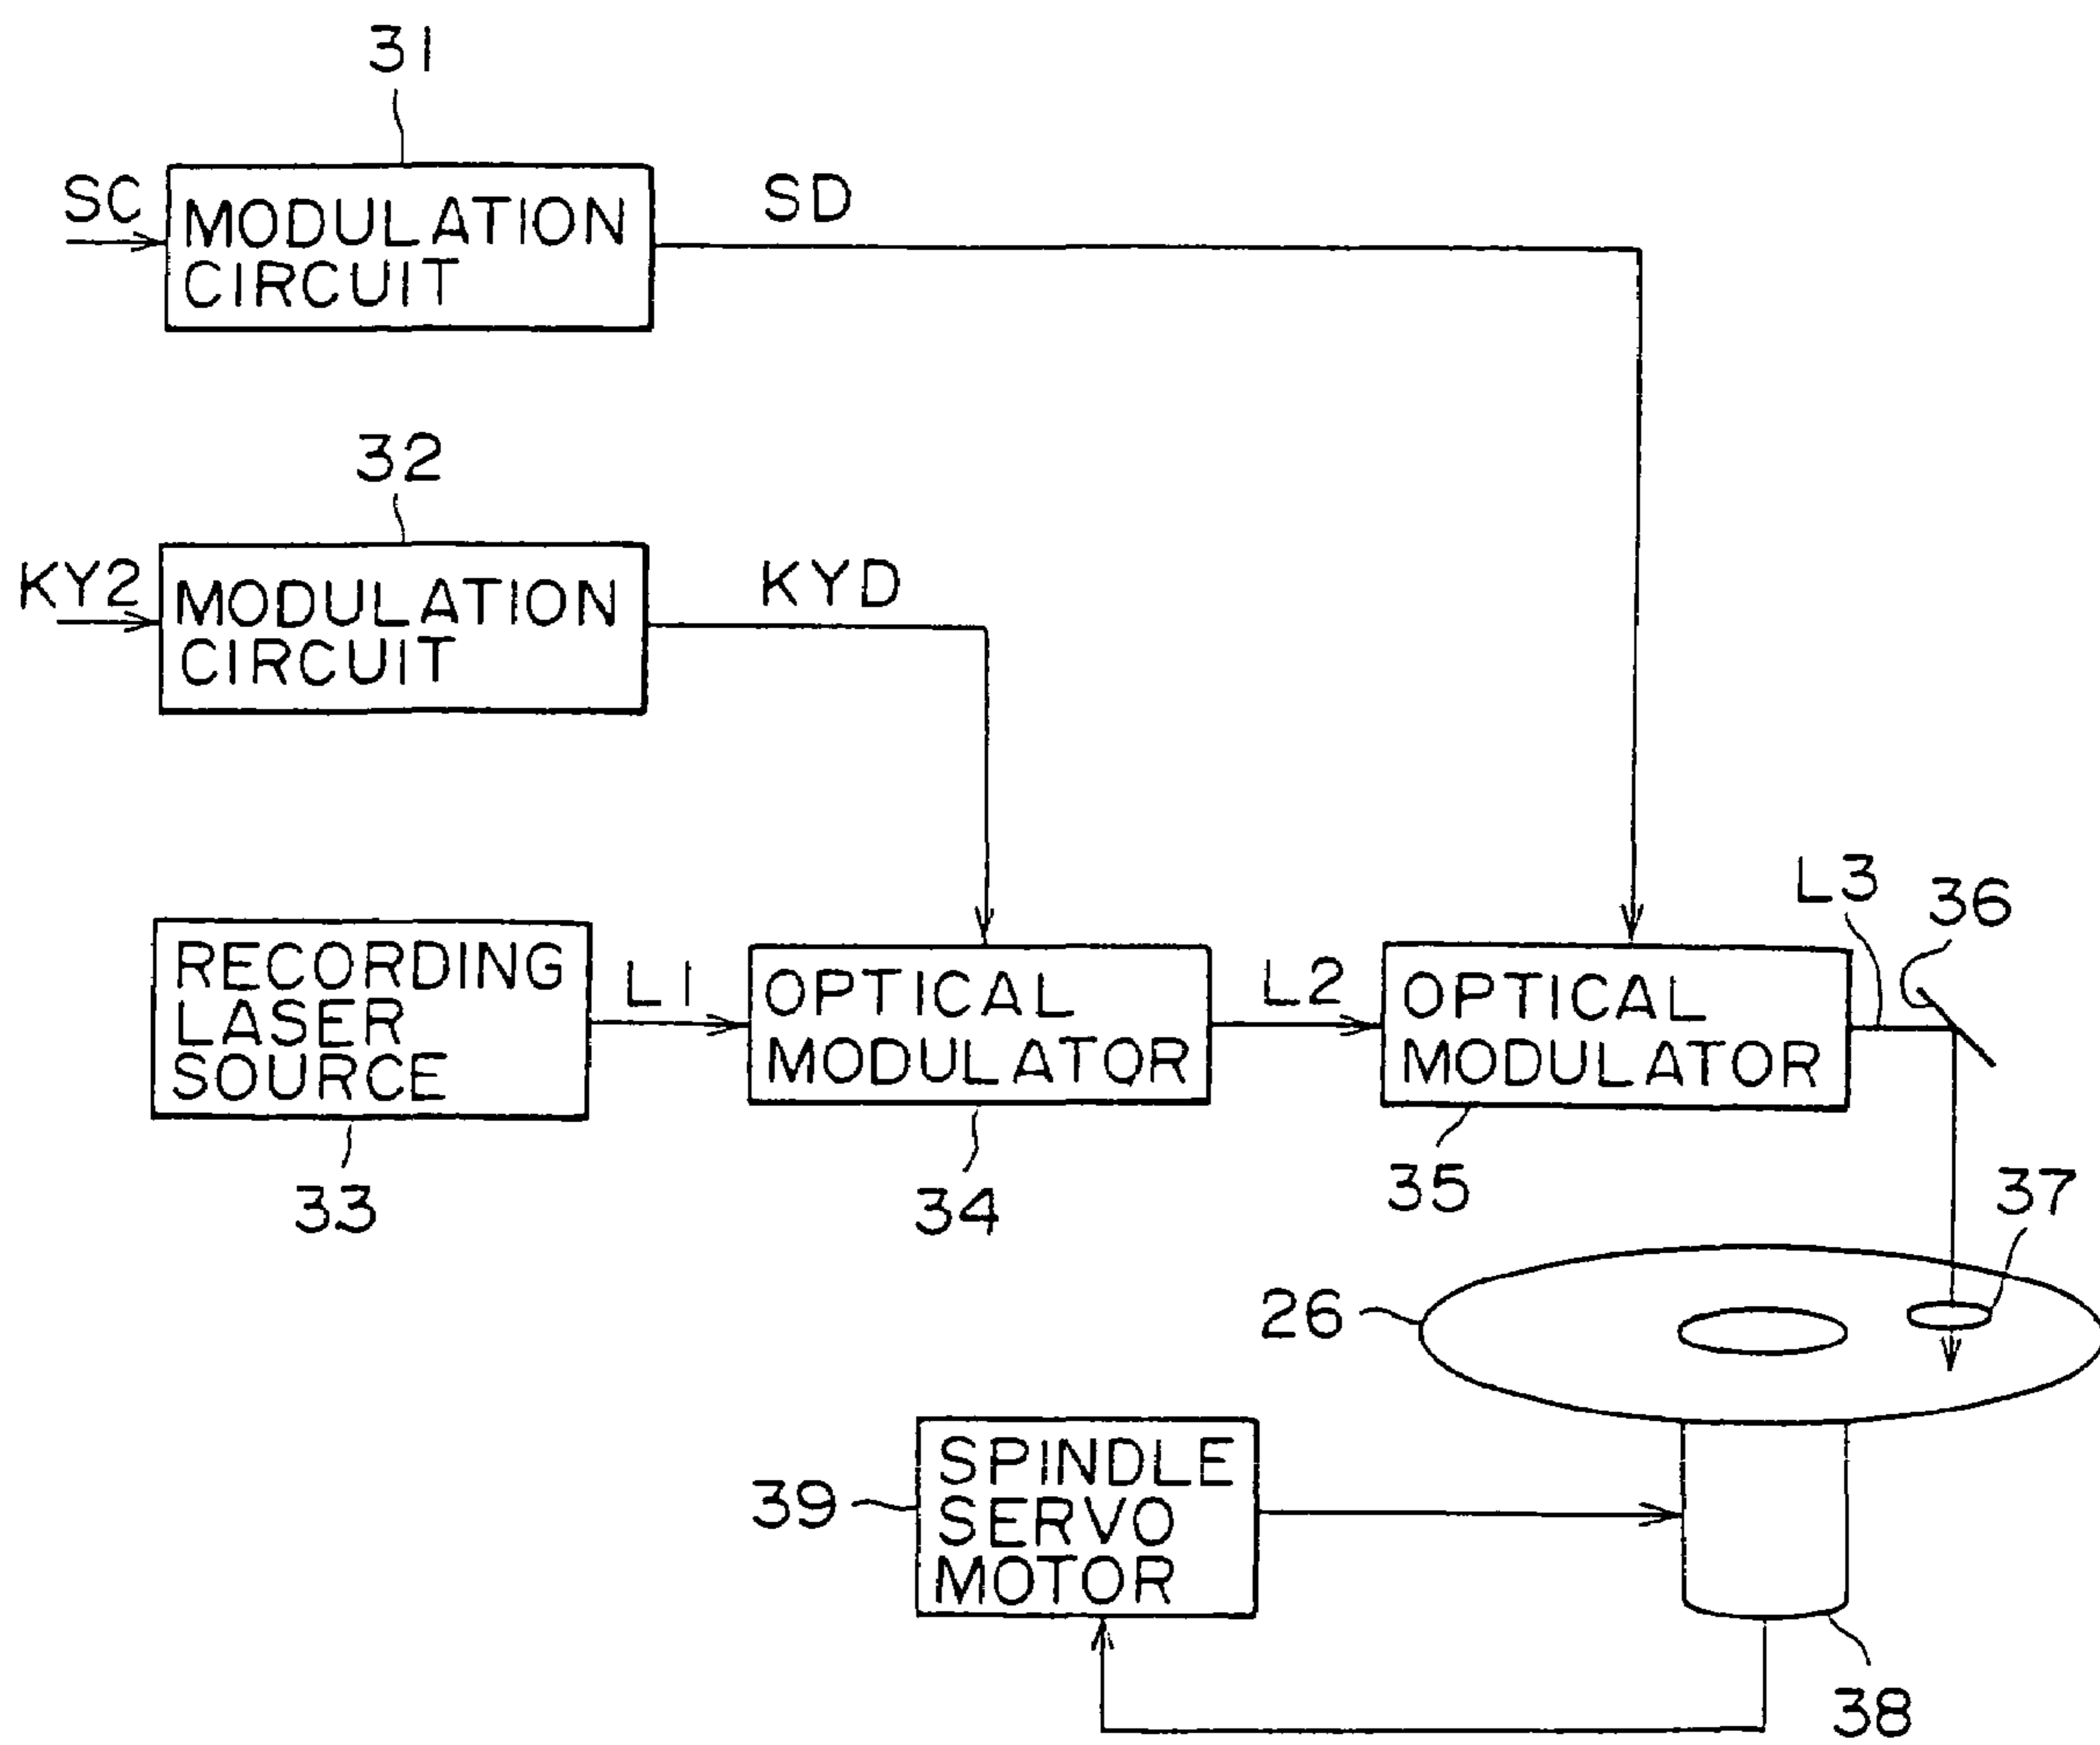 31
SC
MODULATION
CIRCUIT
SD
32
KY2
MODULATION
CIRCUIT
KYD
RECORDING
LASER
SOURCE
33
L1
OPTICAL
MODULATOR
34
L2
OPTICAL
MODULATOR
35
L3
36
37
26
39
SPINDLE
SERVO
MOTOR
38